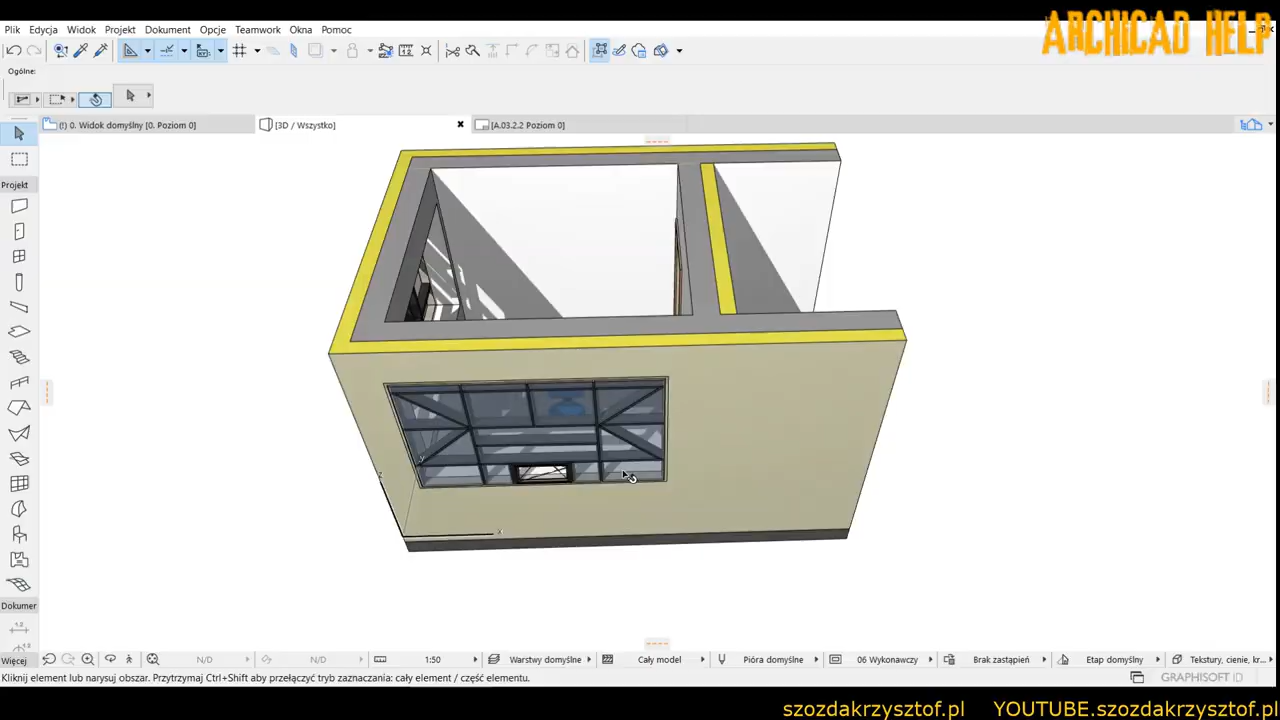 ARCHICAD HELP
Plik Edycja Widok Projekt Dokument Opcje Teamwork Okna Pomoc
Ogólne:
(!) 0. Widok domyślny [0. Poziom 0] [3D / Wszystko] [A.03.2.2 Poziom 0]
Projekt
Dokumer
Więcej
N/D N/D 1:50 Warstwy domyślne Cały model Pióra domyślne 06 Wykonawczy Brak zastąpień Etap domyślny Tekstury, cienie, kr...
Kliknij element lub narysuj obszar. Przytrzymaj Ctrl+Shift aby przełączyć tryb zaznaczania: cały element / część elementu.
GRAPHISOFT ID
szozdakrzysztof.pl YOUTUBE.szozdakrzysztof.pl